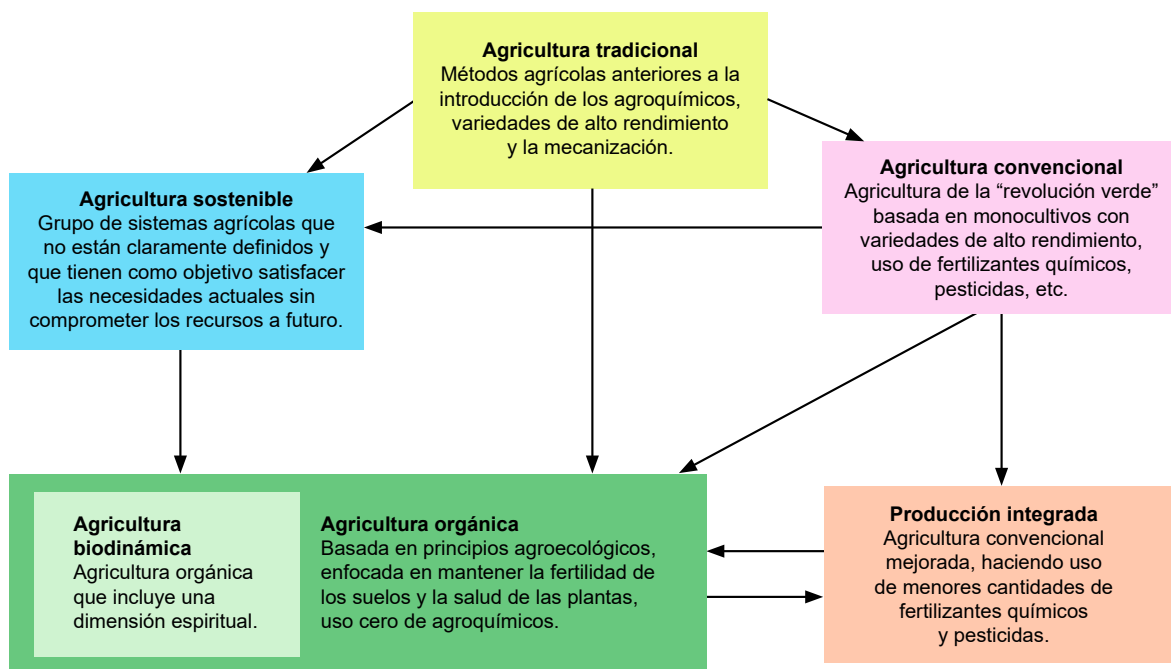 Agricultura tradicional
Métodos agrícolas anteriores a la
introducción de los agroquímicos,
variedades de alto rendimiento
y la mecanización.
Agricultura convencional
Agricultura de la “revolución verde”
basada en monocultivos con
variedades de alto rendimiento,
uso de fertilizantes químicos,
pesticidas, etc.
Agricultura sostenible
Grupo de sistemas agrícolas que
no están claramente definidos y
que tienen como objetivo satisfacer
las necesidades actuales sin
comprometer los recursos a futuro.
Agricultura
biodinámica
Agricultura orgánica
que incluye una
dimensión espiritual.
Agricultura orgánica
Basada en principios agroecológicos,
enfocada en mantener la fertilidad de
los suelos y la salud de las plantas,
uso cero de agroquímicos.
Producción integrada
Agricultura convencional
mejorada, haciendo uso
de menores cantidades de
fertilizantes químicos
y pesticidas.